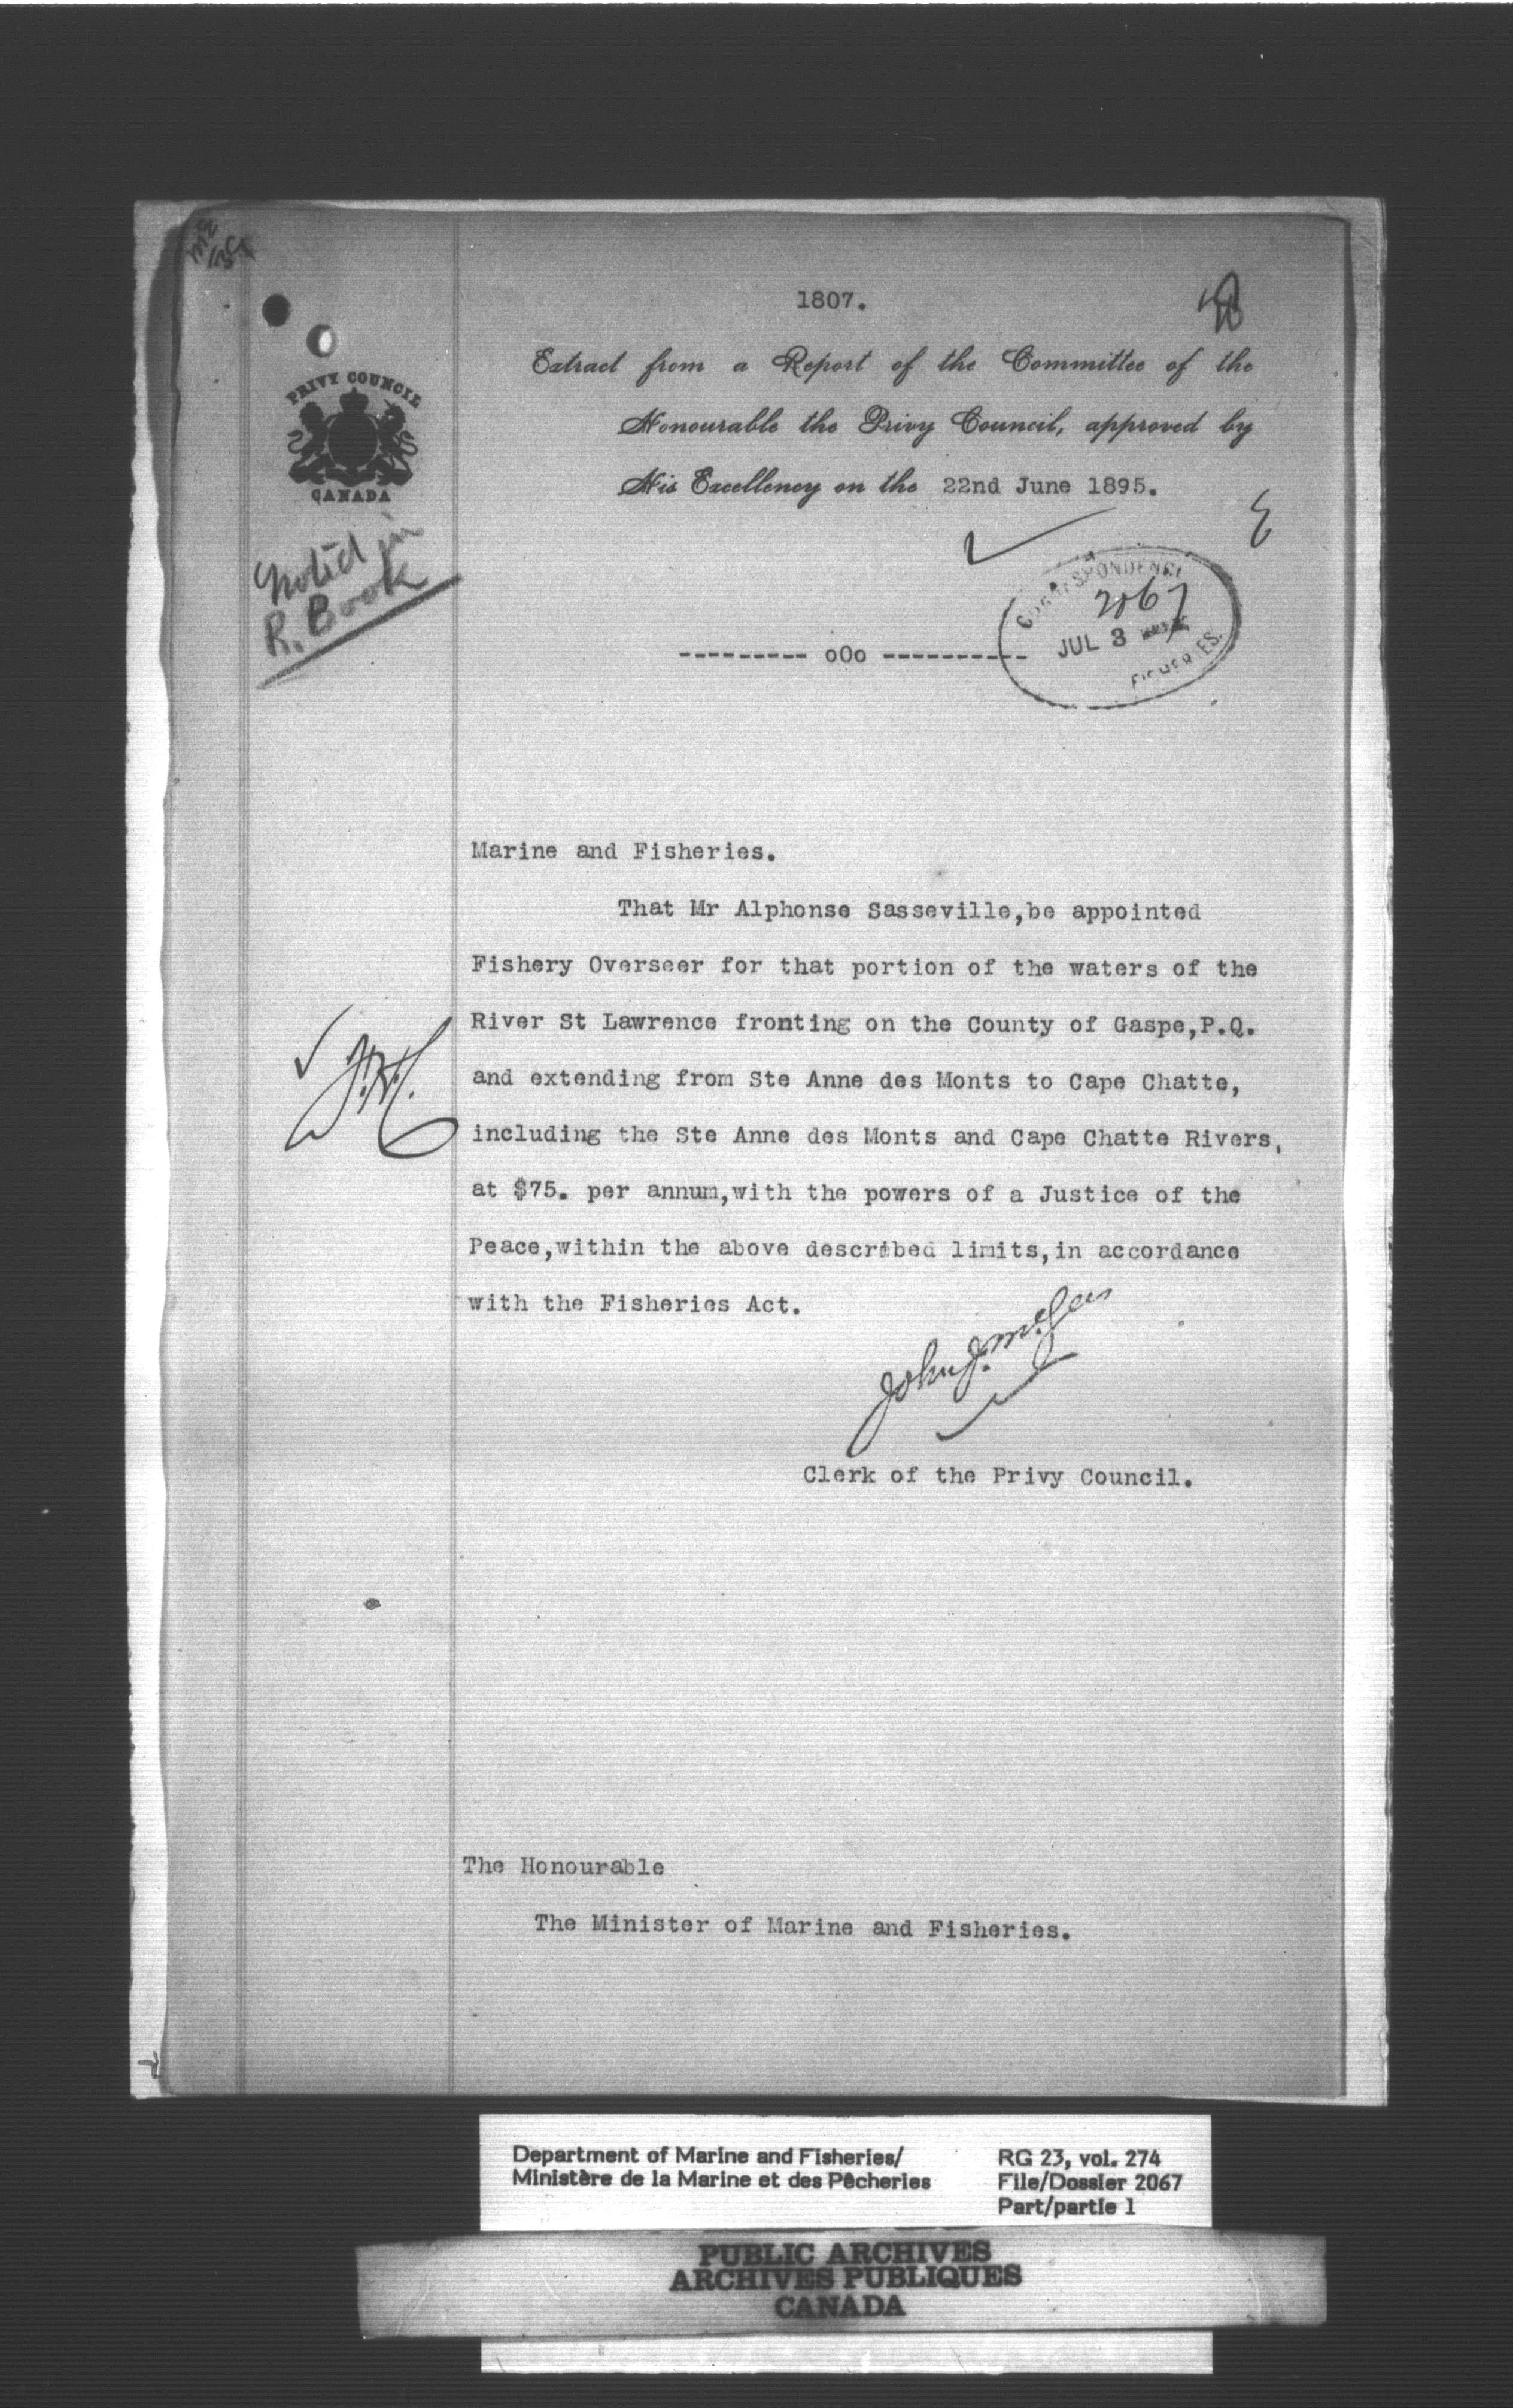 1807.
PRIVY COUNCIL
CANADA
Extract from a Report of the Committee of the
Honourable the Privy Council, approved by
His Excellency on the 22nd June 1895.
Noted in
R. Book
CORRESPONDENCE
2067
JUL 3
FISHERIES.
--------- oOo ----------
Marine and Fisheries.
That Mr Alphonse Sasseville,be appointed
Fishery Overseer for that portion of the waters of the
River St Lawrence fronting on the County of Gaspe,P.Q.
and extending from Ste Anne des Monts to Cape Chatte,
including the Ste Anne des Monts and Cape Chatte Rivers,
at $75. per annum,with the powers of a Justice of the
Peace,within the above described limits,in accordance
with the Fisheries Act.
John J. McGee
Clerk of the Privy Council.
The Honourable
The Minister of Marine and Fisheries.
Department of Marine and Fisheries/
Ministère de la Marine et des Pêcheries
RG 23, vol. 274
File/Dossier 2067
Part/partie 1
PUBLIC ARCHIVES
ARCHIVES PUBLIQUES
CANADA